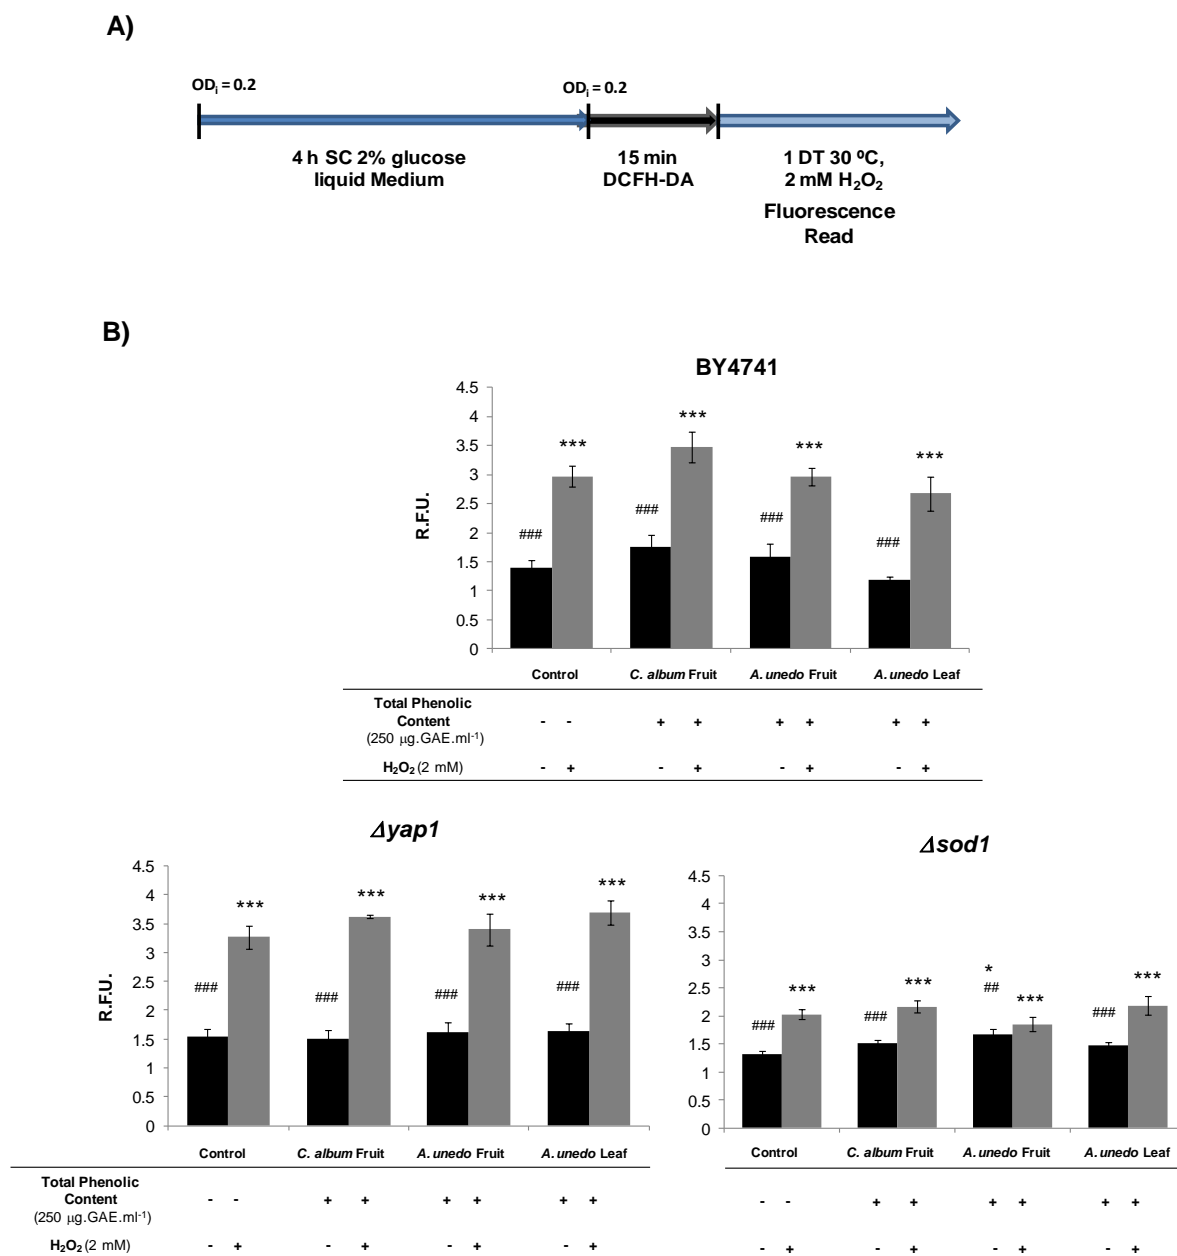 A)
ODi = 0.2
ODi = 0.2
4 h SC 2% glucose
liquid Medium
15 min
DCFH-DA
1 DT 30 ºC,
2 mM H2O2
Fluorescence
Read
B)
BY4741
4.5
4
3.5
3
2.5
2
1.5
1
0.5
0
R.F.U.
### *** ### *** ### *** ### ***
Control C. album Fruit A. unedo Fruit A. unedo Leaf
Total Phenolic
Content
(250 µg.GAE.ml-1)
- - + + + + + +
H2O2 (2 mM) - + - + - + - +
Δyap1
4.5
4
3.5
3
2.5
2
1.5
1
0.5
0
R.F.U.
### *** ### *** ### *** ### ***
Control C. album Fruit A. unedo Fruit A. unedo Leaf
Total Phenolic
Content
(250 µg.GAE.ml-1)
- - + + + + + +
H2O2 (2 mM) - + - + - + - +
Δsod1
4.5
4
3.5
3
2.5
2
1.5
1
0.5
0
*
### *** ### *** ## *** ### ***
Control C. album Fruit A. unedo Fruit A. unedo Leaf
- - + + + + + +
- + - + - + - +